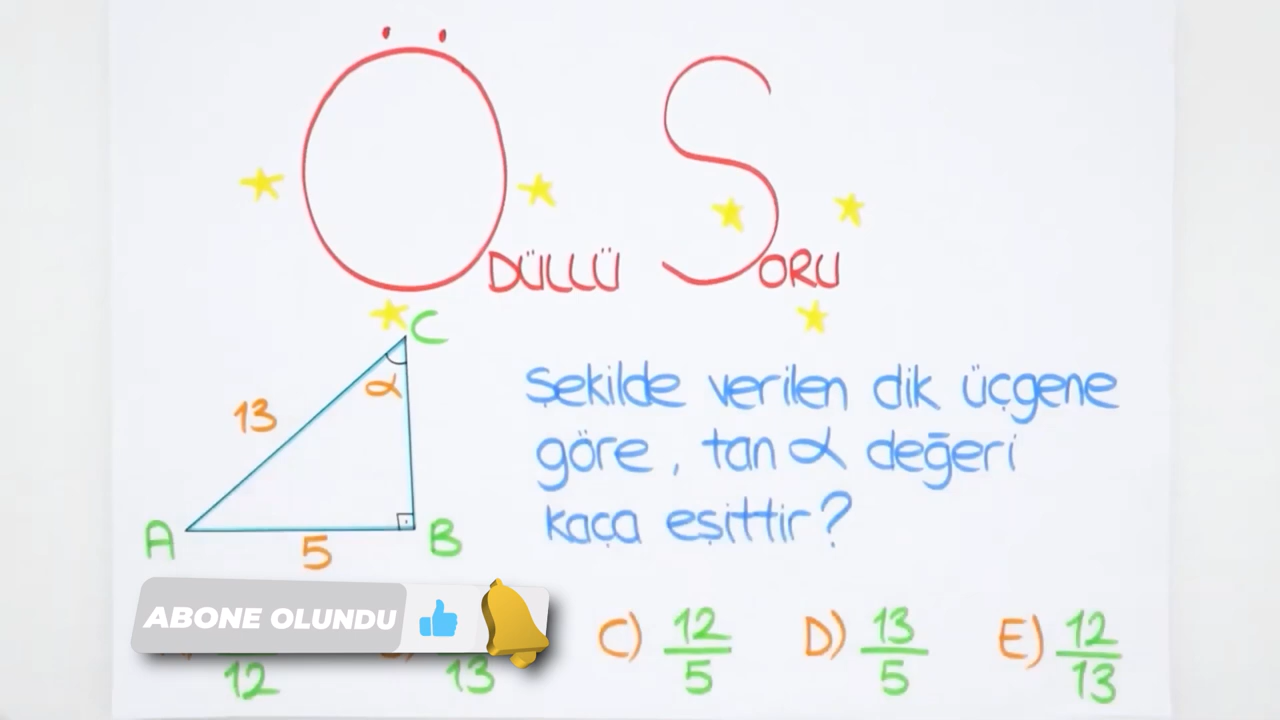 ÖDÜLLÜ SORU
C
α
13
A
5
B
Şekilde verilen dik üçgene
göre, tan α değeri
kaça eşittir?
ABONE OLUNDU
12
13
C) 12/5
D) 13/5
E) 12/13